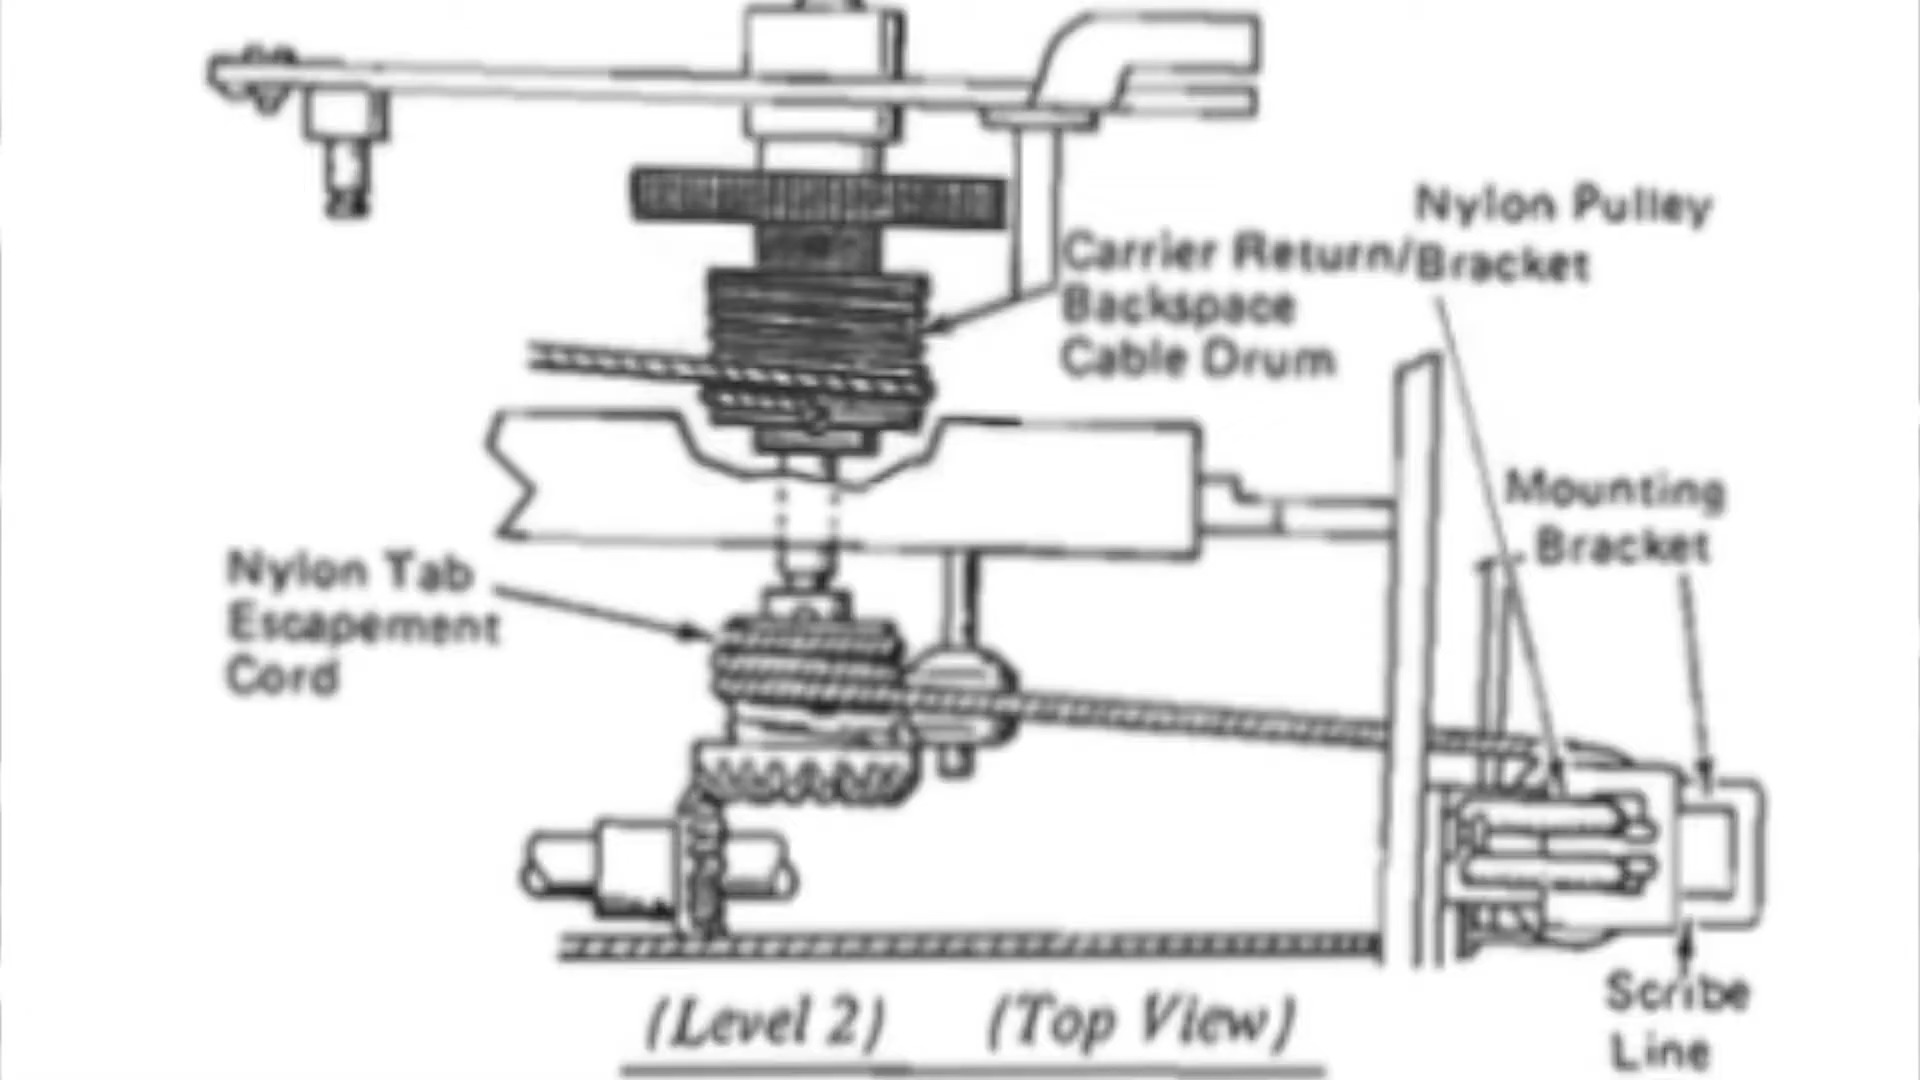 Nylon Pulley
Bracket
Carrier Return/
Backspace
Cable Drum
Mounting
Bracket
Nylon Tab
Escapement
Cord
Scribe
Line
(Level 2) (Top View)